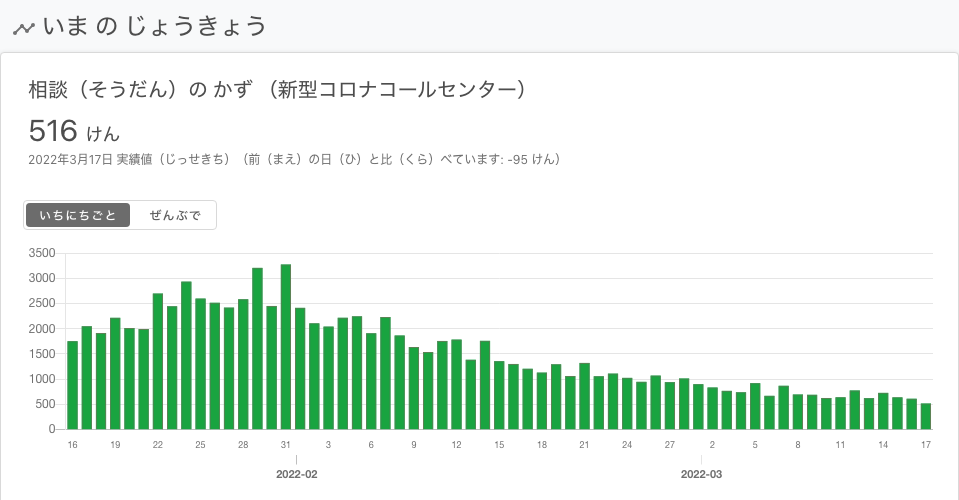 いま の じょうきょう
相談（そうだん）の かず （新型コロナコールセンター）
516 けん
2022年3月17日 実績値（じっせきち）（前（まえ）の日（ひ）と比（くら）べています: -95 けん）
いちにちごと ぜんぶで
3500
3000
2500
2000
1500
1000
500
0
16 19 22 25 28 31 3 6 9 12 15 18 21 24 27 2 5 8 11 14 17
2022-02 2022-03